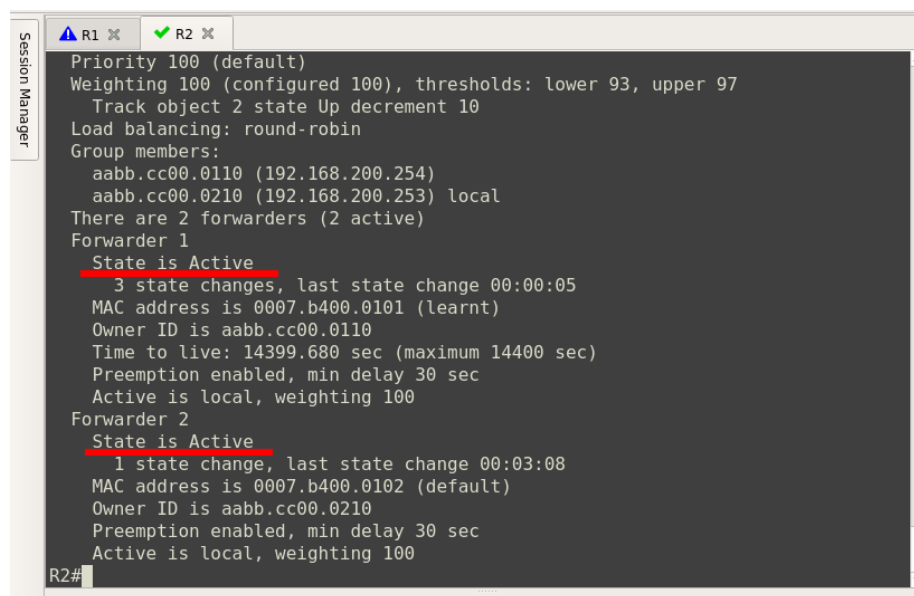 Session Manager
R1
R2
Priority 100 (default)
Weighting 100 (configured 100), thresholds: lower 93, upper 97
Track object 2 state Up decrement 10
Load balancing: round-robin
Group members:
aabb.cc00.0110 (192.168.200.254)
aabb.cc00.0210 (192.168.200.253) local
There are 2 forwarders (2 active)
Forwarder 1
State is Active
3 state changes, last state change 00:00:05
MAC address is 0007.b400.0101 (learnt)
Owner ID is aabb.cc00.0110
Time to live: 14399.680 sec (maximum 14400 sec)
Preemption enabled, min delay 30 sec
Active is local, weighting 100
Forwarder 2
State is Active
1 state change, last state change 00:03:08
MAC address is 0007.b400.0102 (default)
Owner ID is aabb.cc00.0210
Preemption enabled, min delay 30 sec
Active is local, weighting 100
R2#